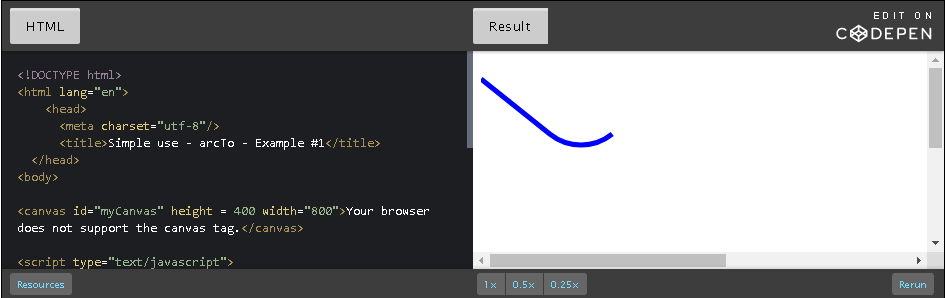 HTML
Result
EDIT ON
CODEPEN
<!DOCTYPE html>
<html lang="en">
<head>
<meta charset="utf-8"/>
<title>Simple use - arcTo - Example #1</title>
</head>
<body>
<canvas id="myCanvas" height = 400 width="800">Your browser
does not support the canvas tag.</canvas>
<script type="text/javascript">
Resources
1×
0.5×
0.25×
Rerun